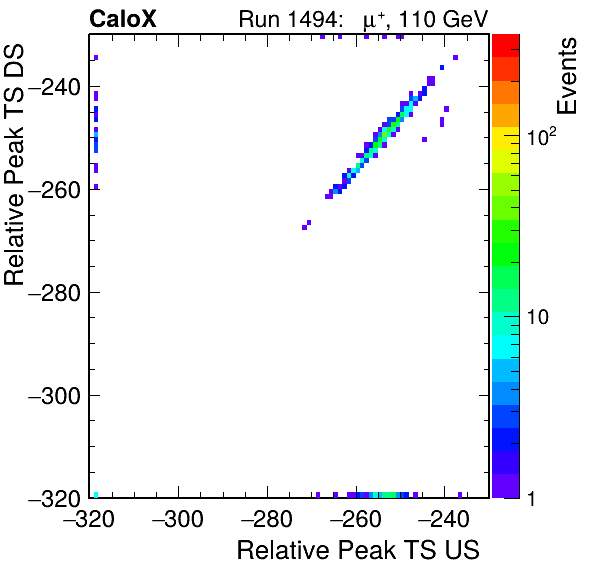 CaloX Run 1494: μ⁺, 110 GeV
Relative Peak TS DS
−240
−260
−280
−300
−320
−320 −300 −280 −260 −240
Relative Peak TS US
Events
10²
10
1